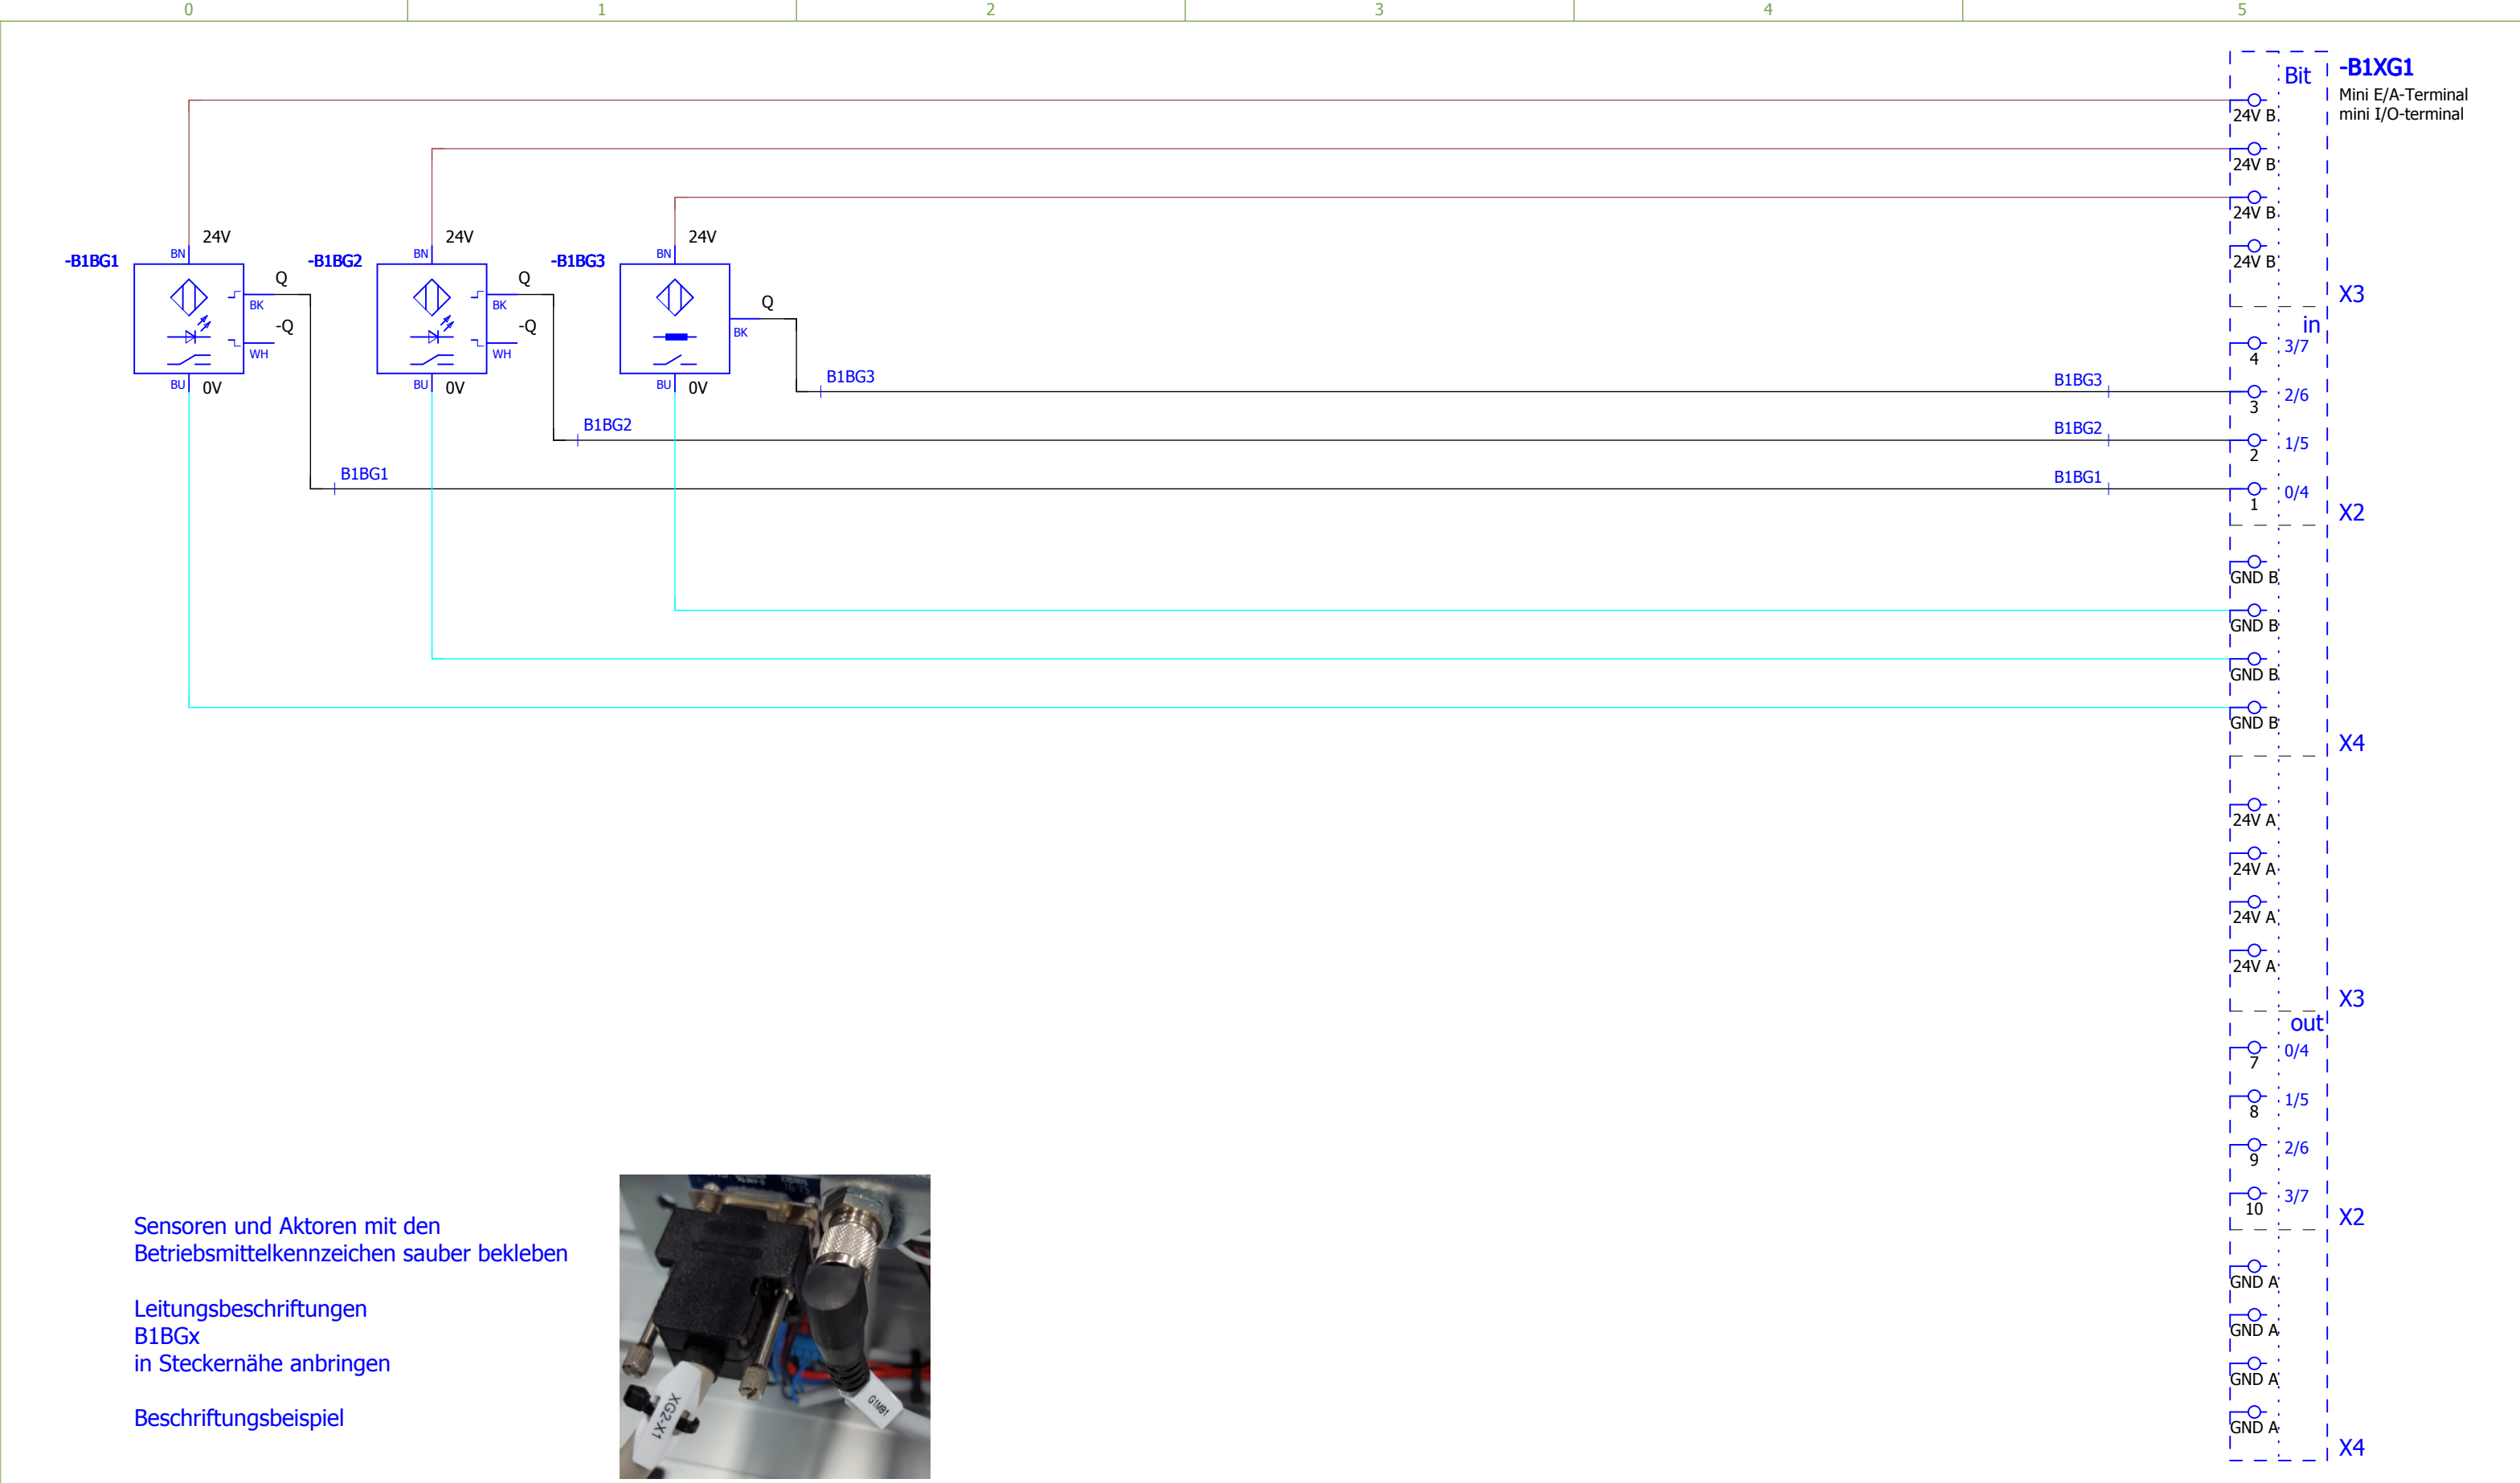 0 1 2 3 4 5
Bit
-B1XG1
Mini E/A-Terminal
mini I/O-terminal
24V B
24V B
24V B
24V B
X3
24V 24V 24V
BN BN BN
-B1BG1 -B1BG2 -B1BG3
Q Q Q
BK BK BK
-Q -Q
WH WH
BU BU BU
0V 0V 0V
in
4 3/7
B1BG3 B1BG3
3 2/6
B1BG2 B1BG2
2 1/5
B1BG1 B1BG1
1 0/4
X2
GND B
GND B
GND B
GND B
X4
24V A
24V A
24V A
24V A
X3
out
7 0/4
8 1/5
9 2/6
10 3/7
X2
GND A
GND A
GND A
GND A
X4
Sensoren und Aktoren mit den
Betriebsmittelkennzeichen sauber bekleben
Leitungsbeschriftungen
B1BGx
in Steckernähe anbringen
Beschriftungsbeispiel
XG2-X1
G1MB1